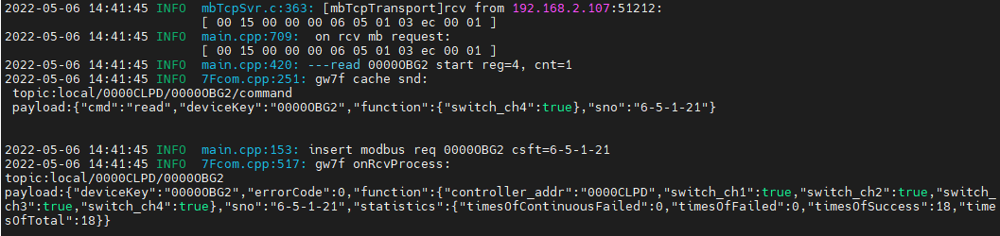 2022-05-06 14:41:45 INFO  mbTcpSvr.c:363: [mbTcpTransport]rcv from 192.168.2.107:51212:
[ 00 15 00 00 00 06 05 01 03 ec 00 01 ]
2022-05-06 14:41:45 INFO  main.cpp:709:  on rcv mb request:
[ 00 15 00 00 00 06 05 01 03 ec 00 01 ]
2022-05-06 14:41:45 INFO  main.cpp:420: ---read 0000OBG2 start reg=4, cnt=1
2022-05-06 14:41:45 INFO  7Fcom.cpp:251: gw7f cache snd:
topic:local/0000CLPD/0000OBG2/command
payload:{"cmd":"read","deviceKey":"0000OBG2","function":{"switch_ch4":true},"sno":"6-5-1-21"}
2022-05-06 14:41:45 INFO  main.cpp:153: insert modbus req 0000OBG2 csft=6-5-1-21
2022-05-06 14:41:45 INFO  7Fcom.cpp:517: gw7f onRcvProcess:
topic:local/0000CLPD/0000OBG2
payload:{"deviceKey":"0000OBG2","errorCode":0,"function":{"controller_addr":"0000CLPD","switch_ch1":true,"switch_ch2":true,"switch_
ch3":true,"switch_ch4":true},"sno":"6-5-1-21","statistics":{"timesOfContinuousFailed":0,"timesOfFailed":0,"timesOfSuccess":18,"tim
esOfTotal":18}}